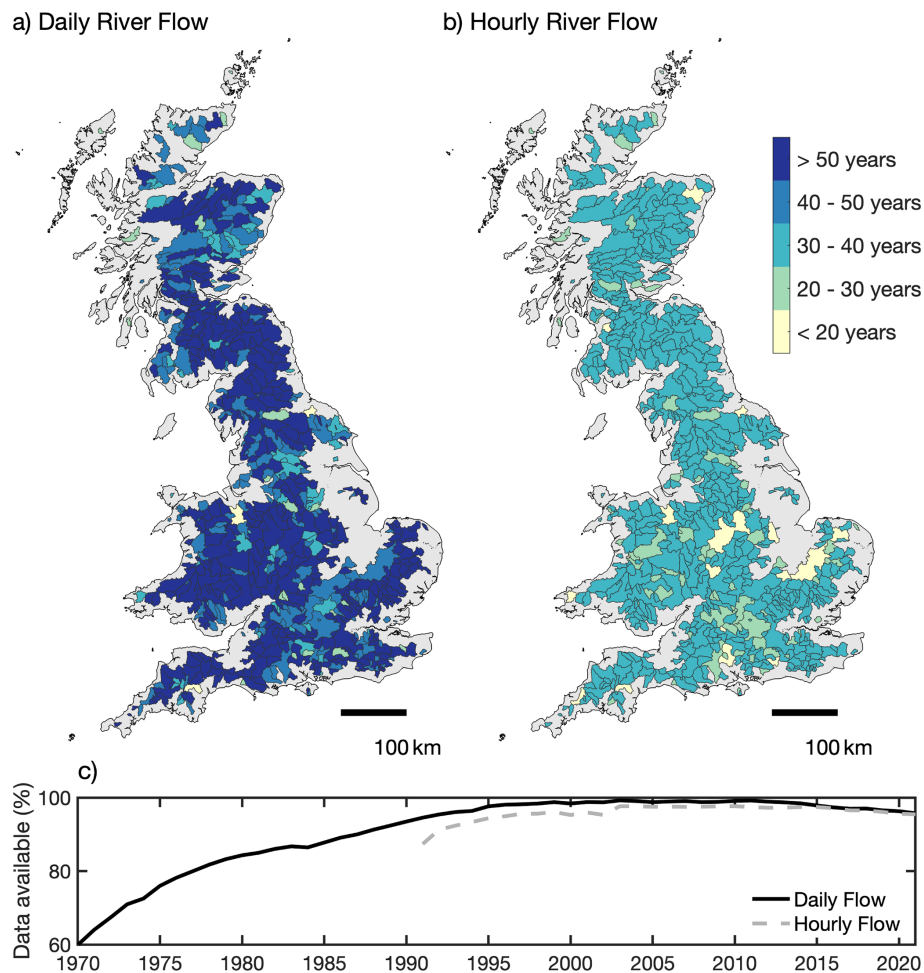 a) Daily River Flow
b) Hourly River Flow
> 50 years
40 - 50 years
30 - 40 years
20 - 30 years
< 20 years
100 km
100 km
c)
Data available (%)
100
80
60
Daily Flow
Hourly Flow
1970 1975 1980 1985 1990 1995 2000 2005 2010 2015 2020